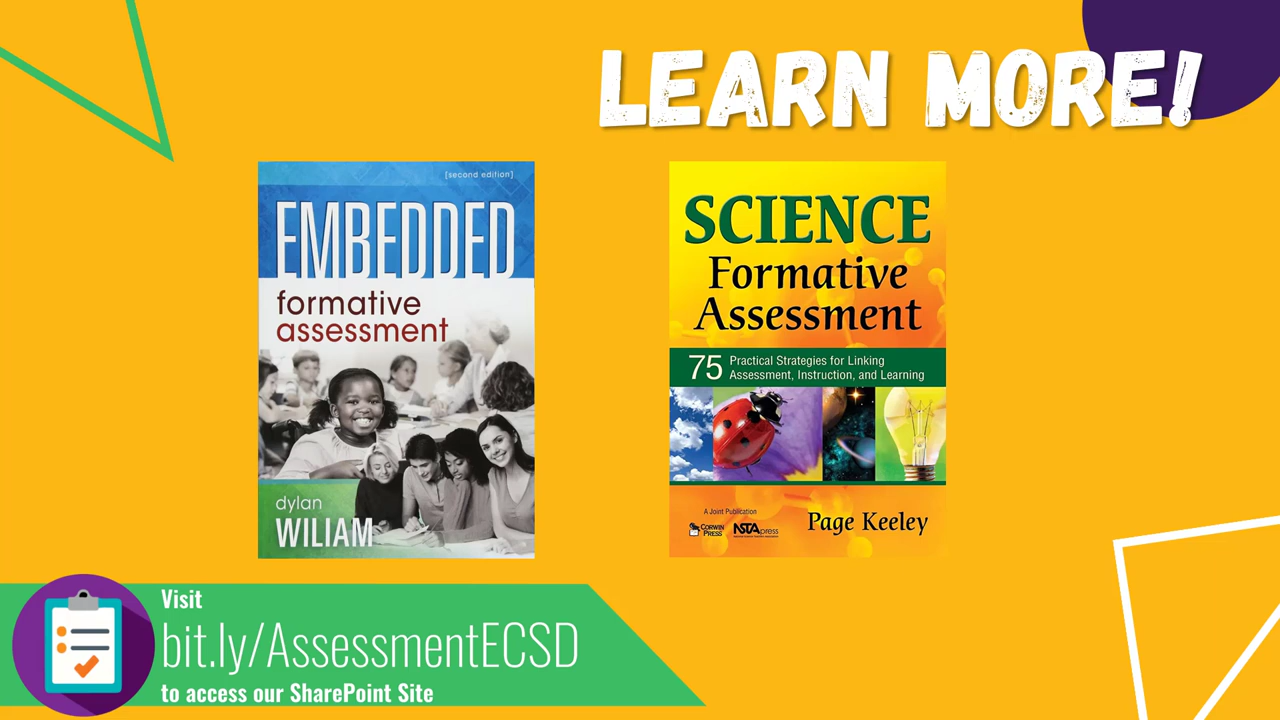 LEARN MORE!
[second edition]
EMBEDDED
formative
assessment
dylan
WILIAM
SCIENCE
Formative
Assessment
75 Practical Strategies for Linking
Assessment, Instruction, and Learning
A Joint Publication
CORWIN
PRESS
NSTApress
Page Keeley
Visit
bit.ly/AssessmentECSD
to access our SharePoint Site